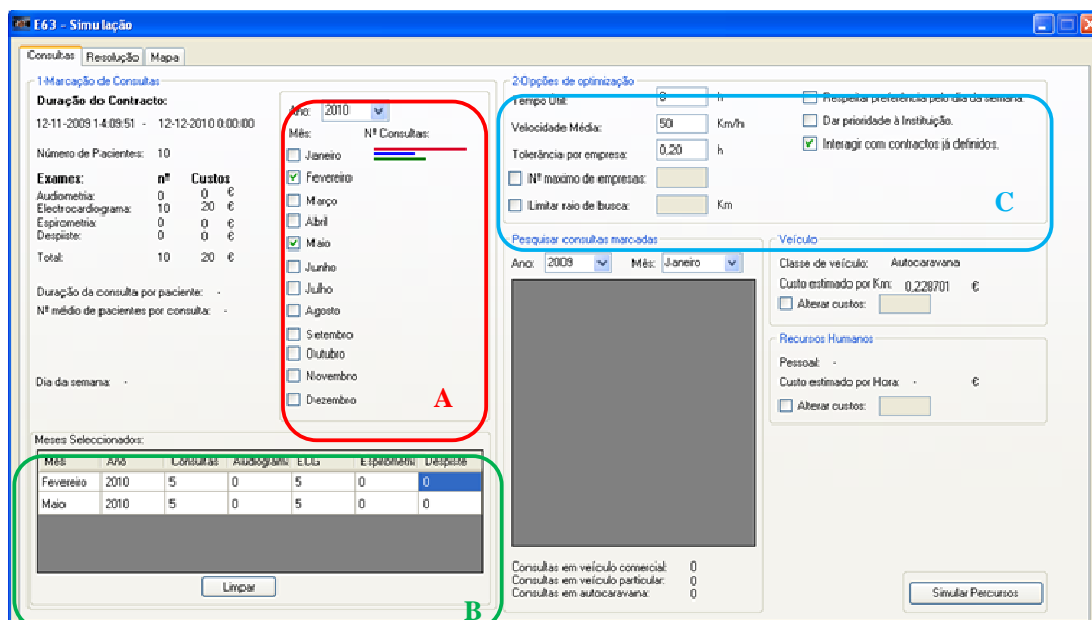 E63 - Simulação
Consultas Resolução Mapa
1-Marcação de Consultas
Duração do Contracto:
12-11-2009 14:09:51 - 12-12-2010 0:00:00
Número de Pacientes: 10
Exames: nº Custos
Audiometria: 0 0 €
Electrocardiograma: 10 20 €
Espirometria: 0 0 €
Despiste: 0 0 €
Total: 10 20 €
Duração da consulta por paciente: -
Nº médio de pacientes por consulta: -
Dia da semana: -
Ano: 2010
Mês: Nº Consultas:
Janeiro
Fevereiro
Março
Abril
Maio
Junho
Julho
Agosto
Setembro
Outubro
Novembro
Dezembro
A
Meses Seleccionados:
Mês Ano Consultas Audiograma ECG Espirometria Despiste
Fevereiro 2010 5 0 5 0 0
Maio 2010 5 0 5 0 0
Limpar
B
2-Opções de optimização
Tempo Útil: 8 h
Velocidade Média: 50 Km/h
Tolerância por empresa: 0,20 h
Nº maximo de empresas:
Limitar raio de busca: Km
Respeitar preferência pelo dia da semana.
Dar prioridade à Instituição.
Interagir com contractos já definidos.
C
Pesquisar consultas marcadas
Ano: 2009 Mês: Janeiro
Consultas em veículo comercial: 0
Consultas em veículo particular: 0
Consultas em autocaravana: 0
Veículo
Classe de veículo: Autocaravana
Custo estimado por Km: 0,228701 €
Alterar custos:
Recursos Humanos
Pessoal: -
Custo estimado por Hora: - €
Alterar custos:
Simular Percursos